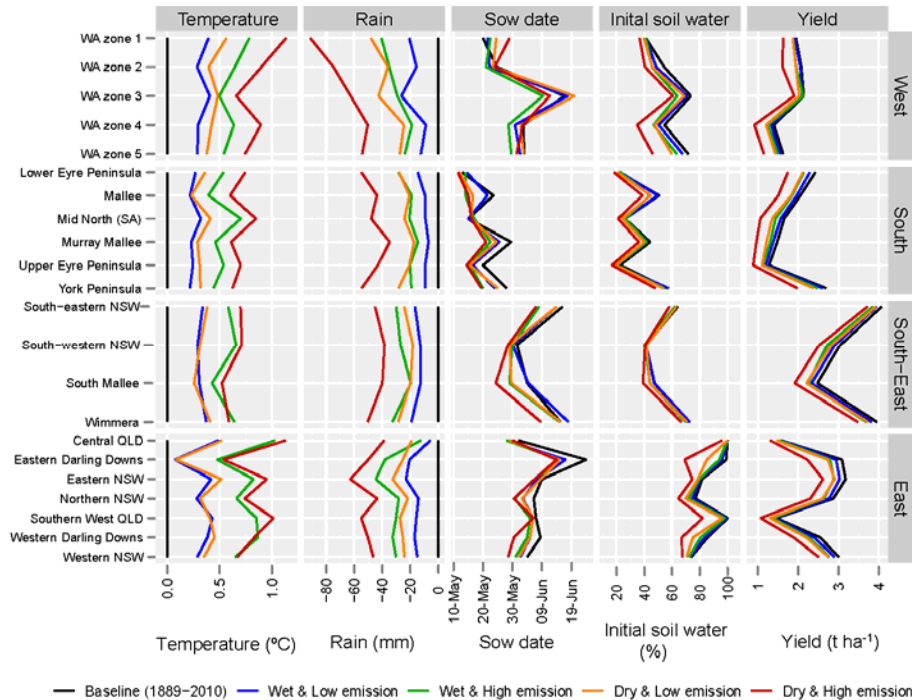 Temperature Rain Sow date Inital soil water Yield
WA zone 1
WA zone 2
WA zone 3
WA zone 4
WA zone 5
West
Lower Eyre Peninsula
Mallee
Mid North (SA)
Murray Mallee
Upper Eyre Peninsula
York Peninsula
South
South-eastern NSW
South-western NSW
South Mallee
Wimmera
South-East
Central QLD
Eastern Darling Downs
Eastern NSW
Northern NSW
Southern West QLD
Western Darling Downs
Western NSW
East
0.0 0.5 1.0 -80 -60 -40 -20 0 10-May 20-May 30-May 09-Jun 19-Jun 20 40 60 80 100 1 2 3 4
Temperature (ºC) Rain (mm) Sow date Initial soil water (%) Yield (t ha⁻¹)
Baseline (1889-2010) Wet & Low emission Wet & High emission Dry & Low emission Dry & High emission